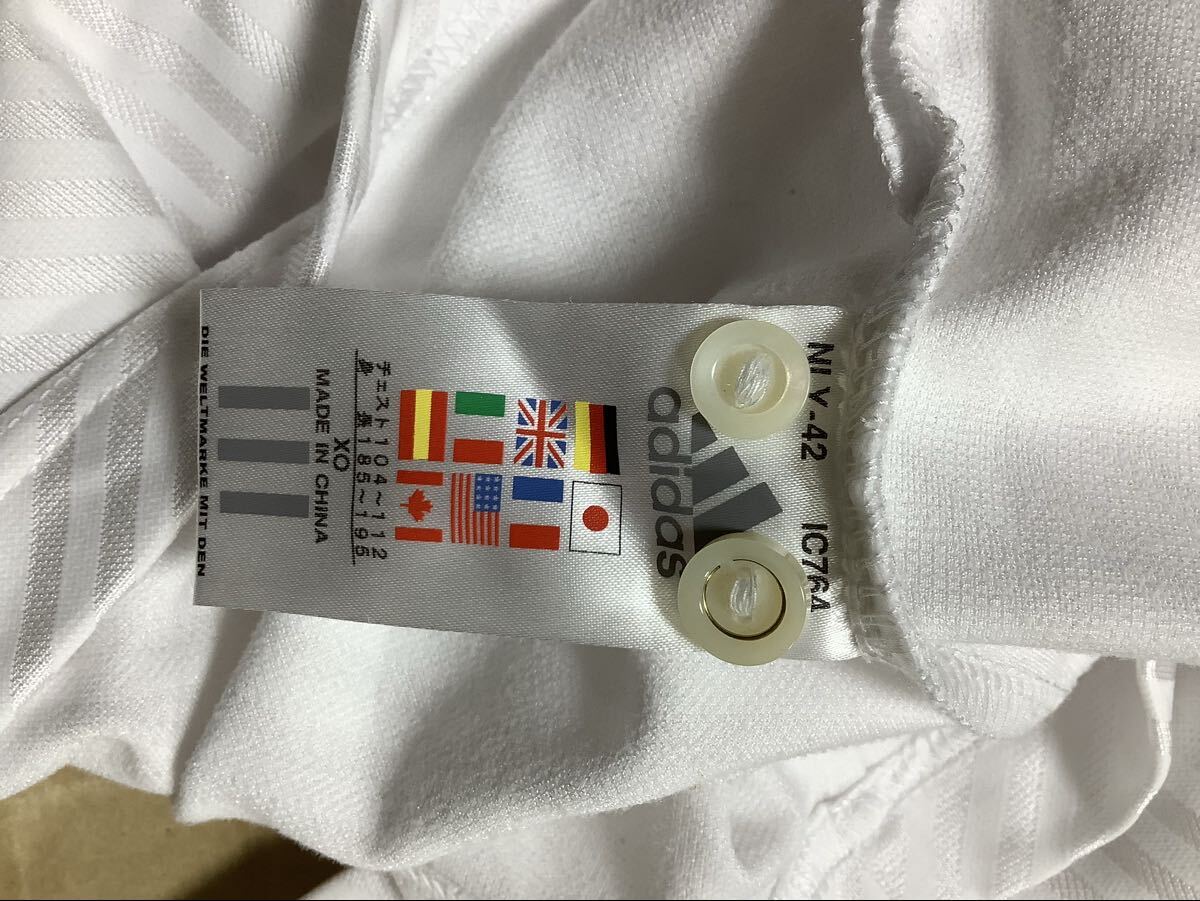 NLY-42 IC764
adidas
チェスト104~112
身 長185~195
XO
MADE IN CHINA
DIE WELTMARKE MIT DEN